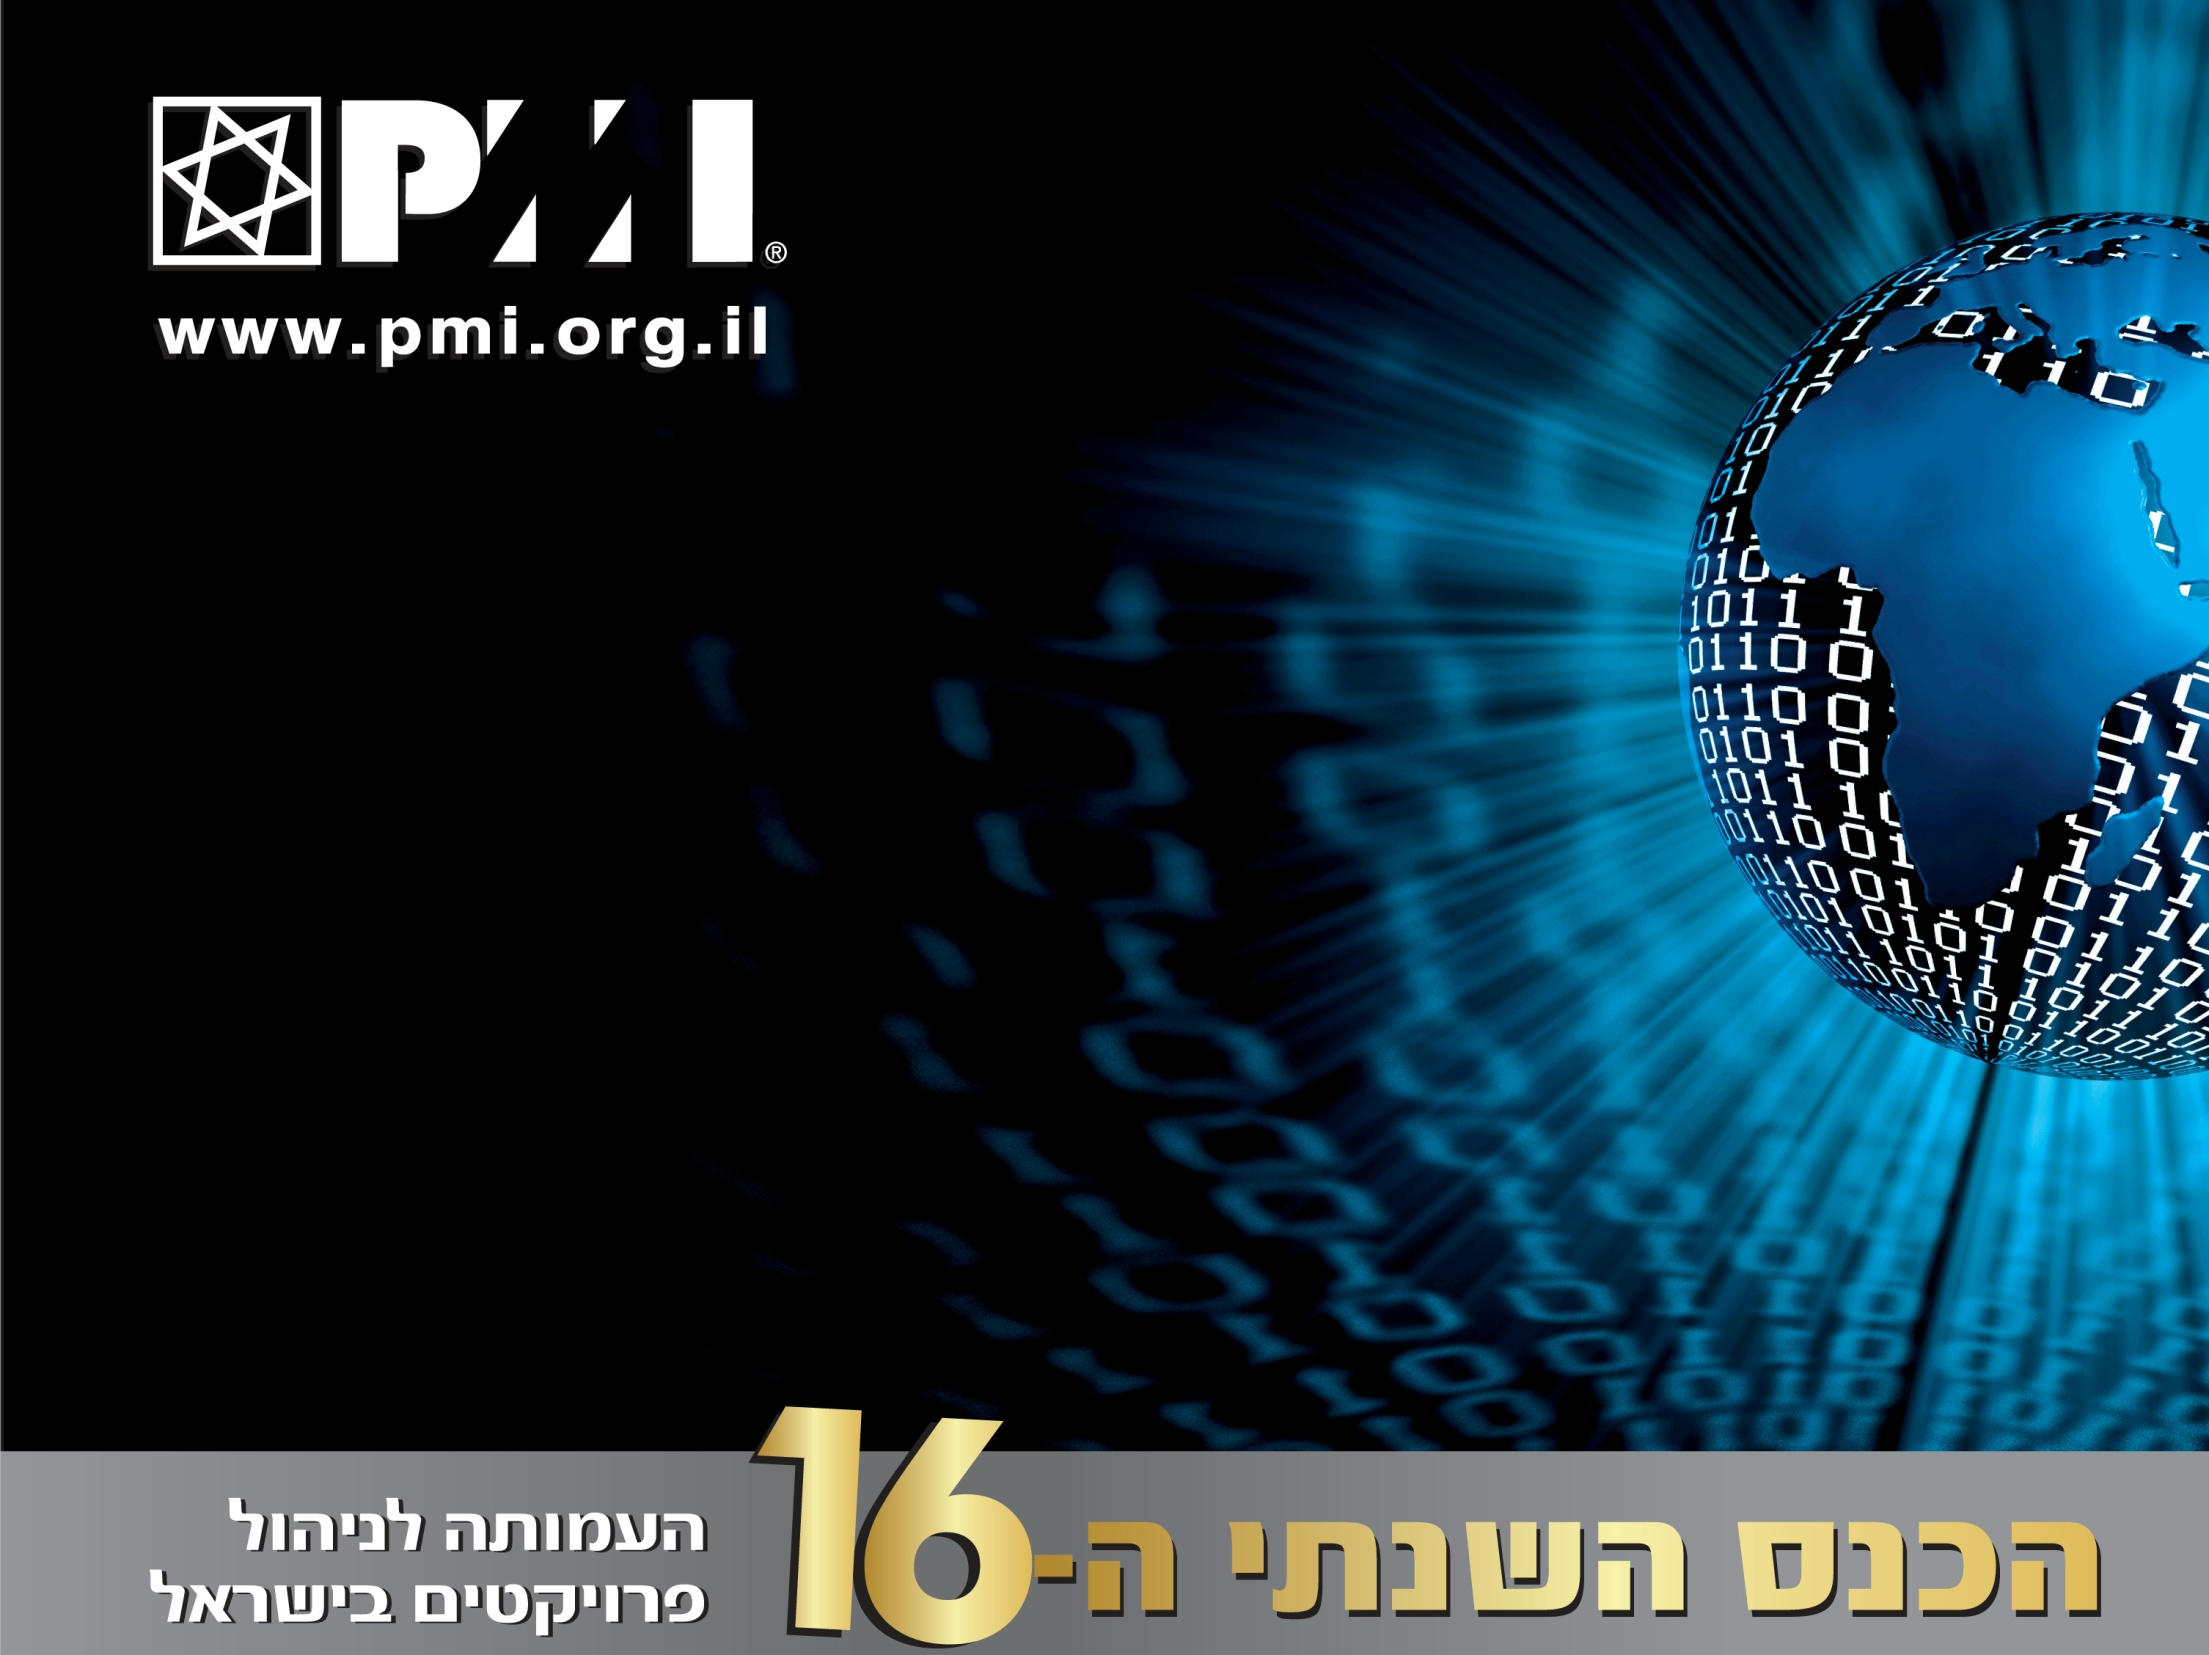 PMI®
www.pmi.org.il
הכנס השנתי ה-16
העמותה לניהול
פרויקטים בישראל